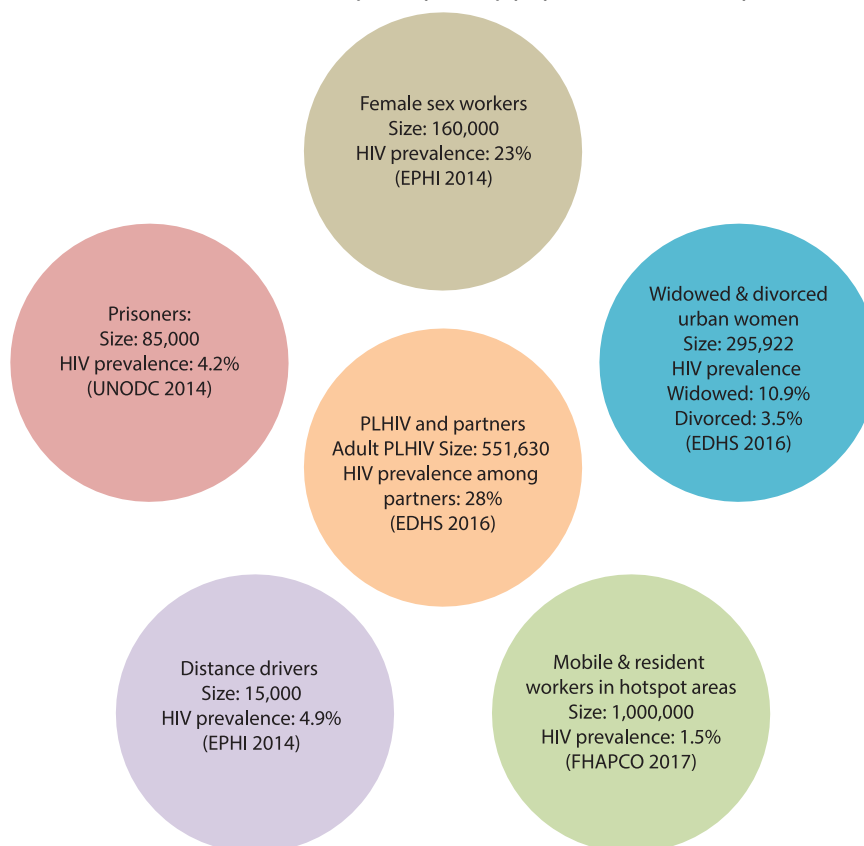 Female sex workers
Size: 160,000
HIV prevalence: 23%
(EPHI 2014)
Prisoners:
Size: 85,000
HIV prevalence: 4.2%
(UNODC 2014)
Widowed & divorced
urban women
Size: 295,922
HIV prevalence
Widowed: 10.9%
Divorced: 3.5%
(EDHS 2016)
PLHIV and partners
Adult PLHIV Size: 551,630
HIV prevalence among
partners: 28%
(EDHS 2016)
Distance drivers
Size: 15,000
HIV prevalence: 4.9%
(EPHI 2014)
Mobile & resident
workers in hotspot areas
Size: 1,000,000
HIV prevalence: 1.5%
(FHAPCO 2017)